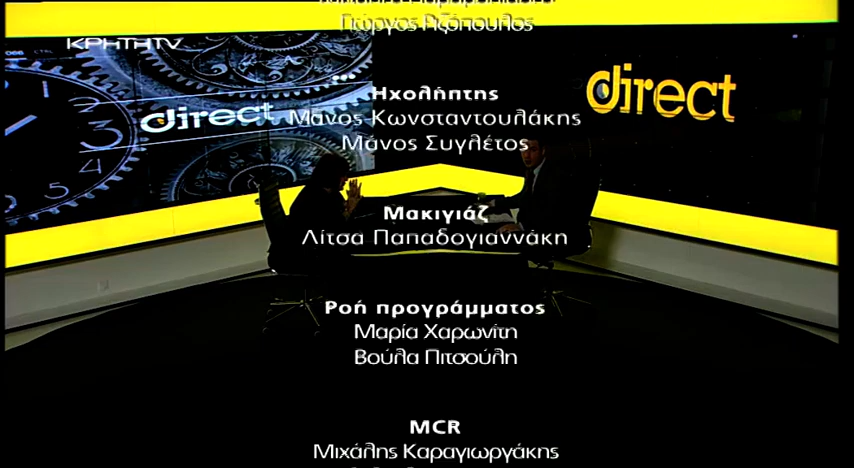 Γιώργος Ριζόπουλος
ΚΡΗΤΗ TV
direct
direct
Ηχολήπτης
Μάνος Κωνσταντουλάκης
Μάνος Συγλέτος
Μακιγιάζ
Λίτσα Παπαδογιαννάκη
Ροή προγράμματος
Μαρία Χαρωνίτη
Βούλα Πιτσούλη
MCR
Μιχάλης Καραγιωργάκης